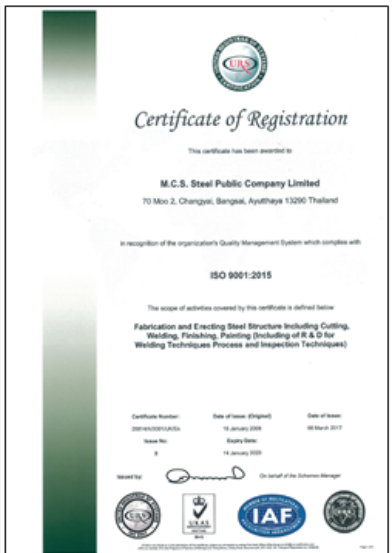 URS
Certificate of Registration
This certificate has been awarded to
M.C.S. Steel Public Company Limited
70 Moo 2, Changyai, Bangsai, Ayutthaya 13290 Thailand
in recognition of the organization's Quality Management System which complies with
ISO 9001:2015
The scope of activities covered by this certificate is defined below
Fabrication and Erecting Steel Structure Including Cutting,
Welding, Finishing, Painting (Including of R & D for
Welding Techniques Process and Inspection Techniques)
Certificate Number: Date of Issue: (Original) Date of Issue:
15 January 2008 08 March 2017
Issue No: Expiry Date:
8 14 January 2020
Issued by: On behalf of the Schemes Manager
URS
UKAS
IAF
URS